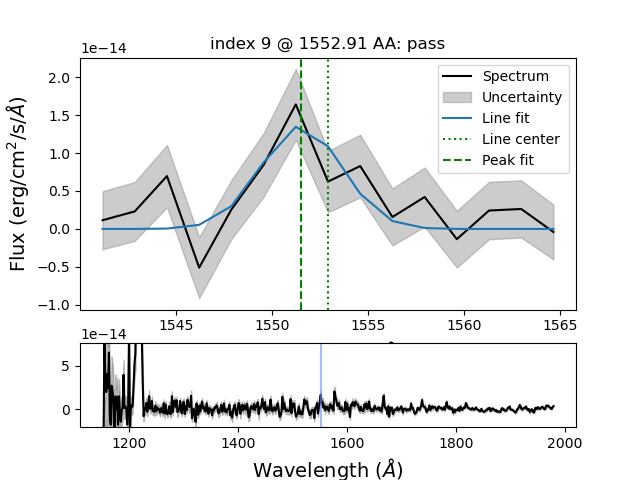 index 9 @ 1552.91 AA: pass
1e−14
Flux (erg/cm²/s/Å)
2.0
1.5
1.0
0.5
0.0
−0.5
−1.0
Spectrum
Uncertainty
Line fit
Line center
Peak fit
1545 1550 1555 1560 1565
1e−14
5
0
1200 1400 1600 1800 2000
Wavelength (Å)